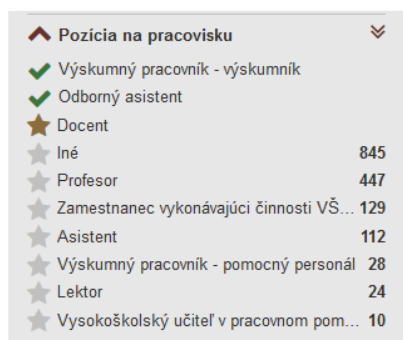 Pozícia na pracovisku
Výskumný pracovník - výskumník
Odborný asistent
Docent
Iné 845
Profesor 447
Zamestnanec vykonávajúci činnosti VŠ... 129
Asistent 112
Výskumný pracovník - pomocný personál 28
Lektor 24
Vysokoškolský učiteľ v pracovnom pom... 10